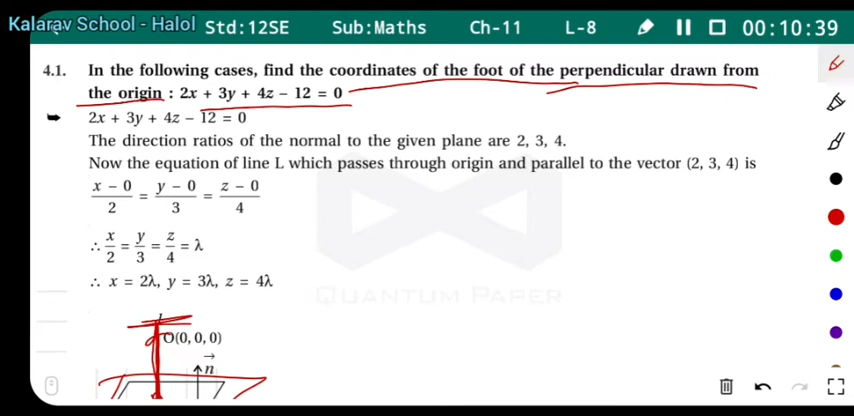 Kalarav School - Halol Std:12SE Sub:Maths Ch-11 L-8 00:10:39
4.1. In the following cases, find the coordinates of the foot of the perpendicular drawn from
the origin : 2x + 3y + 4z − 12 = 0
➥ 2x + 3y + 4z − 12 = 0
The direction ratios of the normal to the given plane are 2, 3, 4.
Now the equation of line L which passes through origin and parallel to the vector (2, 3, 4) is
x − 0 / 2 = y − 0 / 3 = z − 0 / 4
∴ x / 2 = y / 3 = z / 4 = λ
∴ x = 2λ, y = 3λ, z = 4λ
QUANTUM PAPER
O(0, 0, 0)
→
n